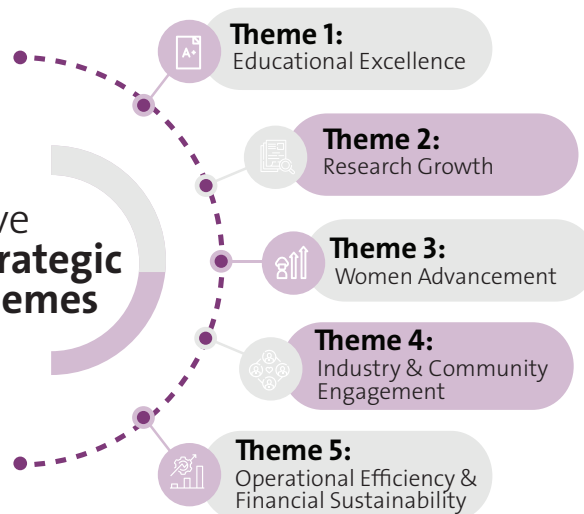 ve
rategic
emes
Theme 1:
Educational Excellence
A+
Theme 2:
Research Growth
Theme 3:
Women Advancement
Theme 4:
Industry & Community
Engagement
Theme 5:
Operational Efficiency &
Financial Sustainability